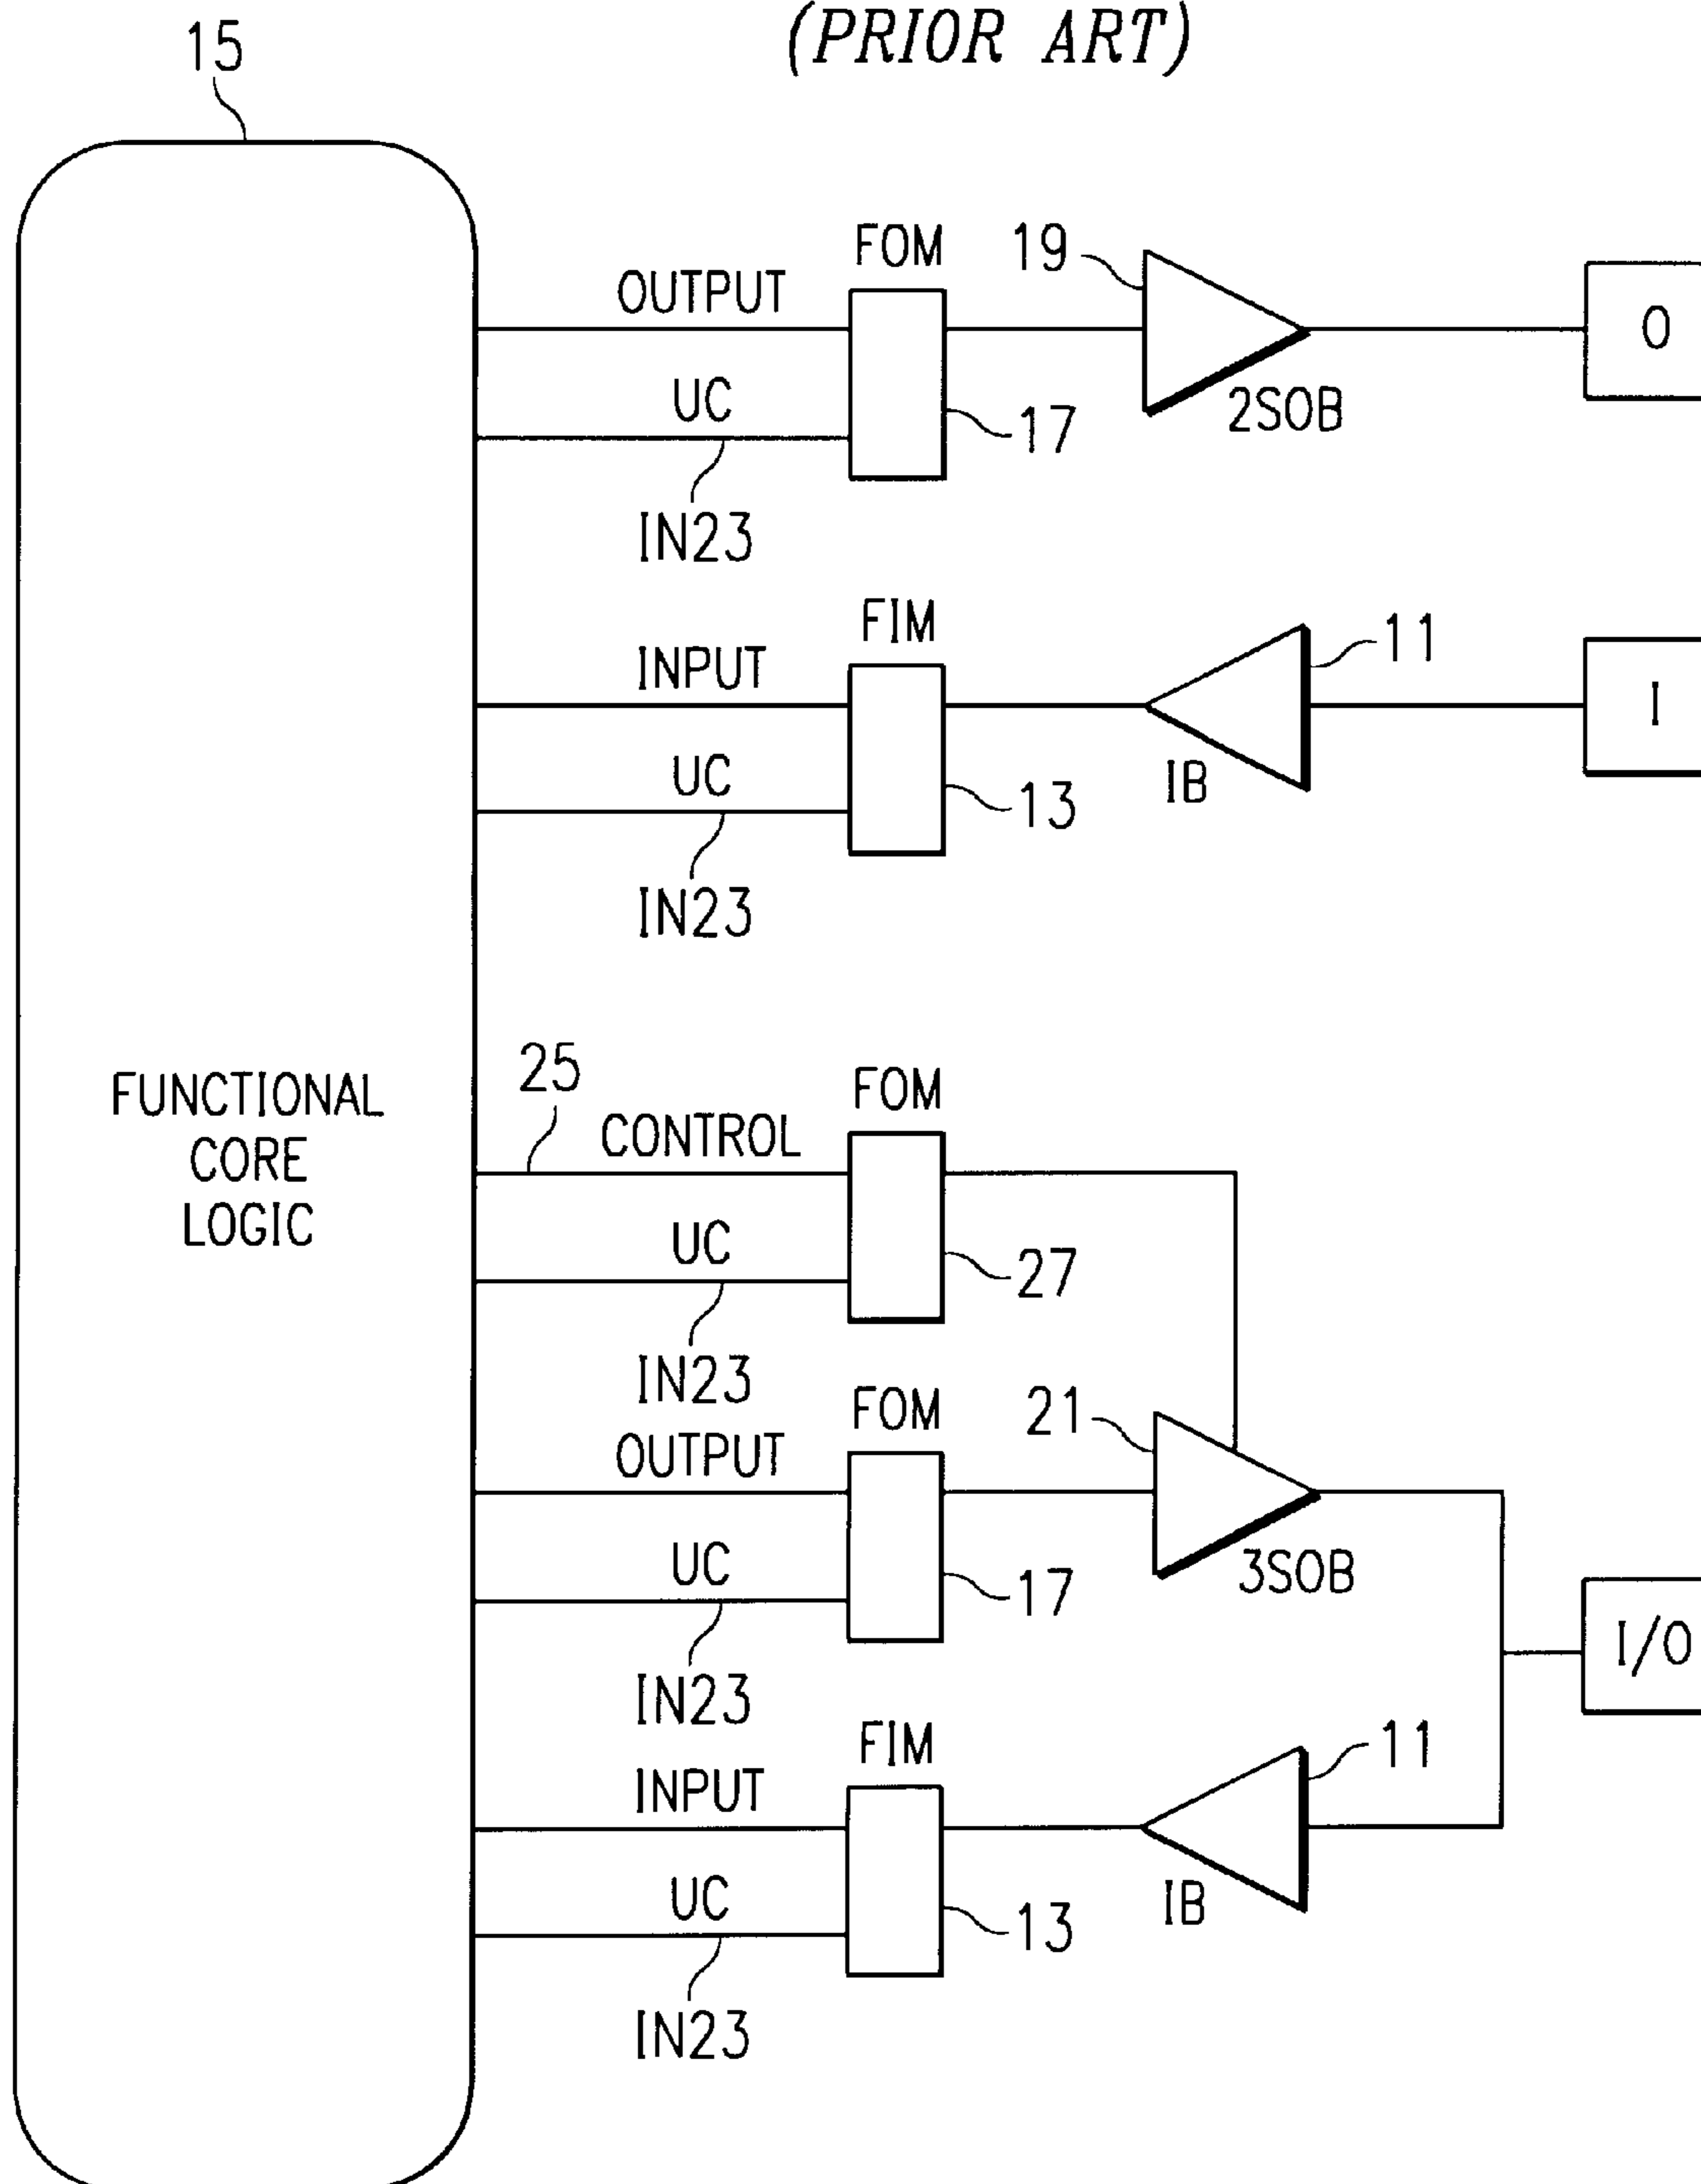 (PRIOR ART)
15
FOM
19
OUTPUT
O
UC
2SOB
17
IN23
FIM
11
INPUT
I
UC
IB
13
IN23
25
FOM
CONTROL
FUNCTIONAL
CORE
LOGIC
UC
27
IN23
FOM
21
OUTPUT
UC
3SOB
17
I/O
IN23
FIM
11
INPUT
UC
IB
13
IN23